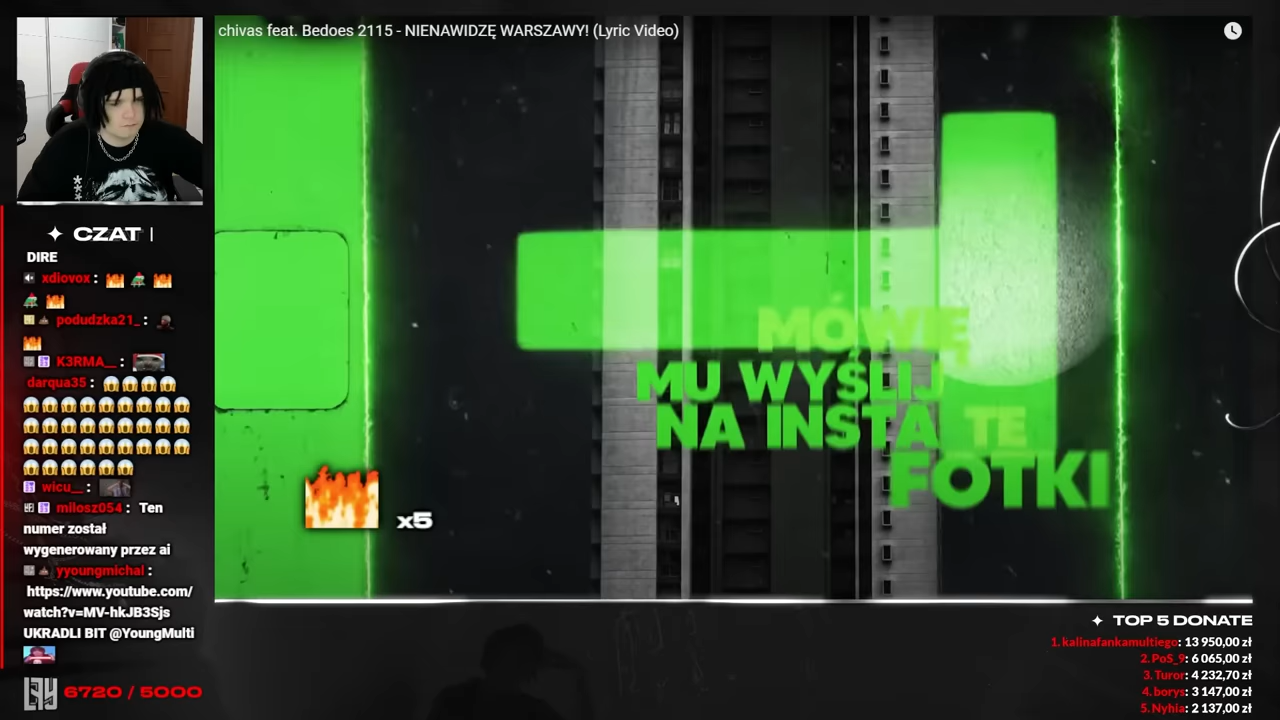 chivas feat. Bedoes 2115 - NIENAWIDZĘ WARSZAWY! (Lyric Video)
MÓWIĘ
MU WYŚLIJ
NA INSTA TE
FOTKI
x5
CZAT
DIRE
xdiovox :
podudzka21_ :
K3RMA__ :
darqua35 :
wicu__ :
milosz054 : Ten
numer został
wygenerowany przez ai
yyoungmichal :
https://www.youtube.com/
watch?v=MV-hkJB3Sjs
UKRADLI BIT @YoungMulti
6720 / 5000
TOP 5 DONATE
1. kalinafankamultiego: 13 950,00 zł
2. PoS_9: 6 065,00 zł
3. Turor: 4 232,70 zł
4. borys: 3 147,00 zł
5. Nyhia: 2 137,00 zł